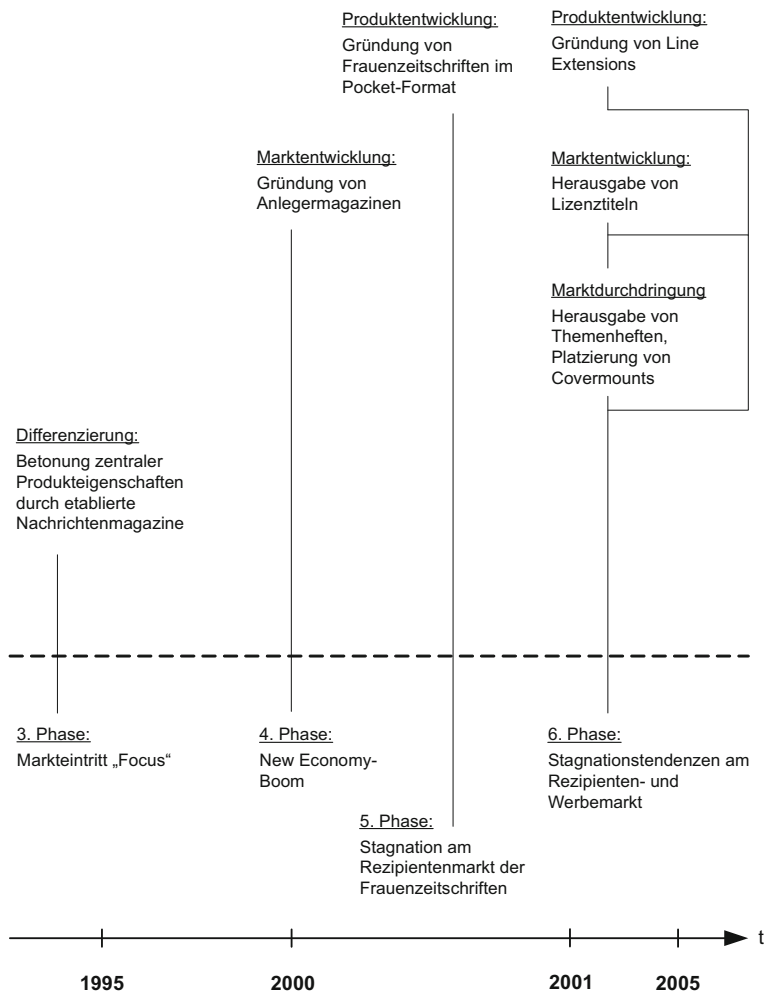 Produktentwicklung:
Gründung von
Frauenzeitschriften im
Pocket-Format
Produktentwicklung:
Gründung von Line
Extensions
Marktentwicklung:
Gründung von
Anlegermagazinen
Marktentwicklung:
Herausgabe von
Lizenztiteln
Marktdurchdringung
Herausgabe von
Themenheften,
Platzierung von
Covermounts
Differenzierung:
Betonung zentraler
Produkteigenschaften
durch etablierte
Nachrichtenmagazine
3. Phase:
Markteintritt „Focus“
4. Phase:
New Economy-
Boom
5. Phase:
Stagnation am
Rezipientenmarkt der
Frauenzeitschriften
6. Phase:
Stagnationstendenzen am
Rezipienten- und
Werbemarkt
t
1995
2000
2001
2005